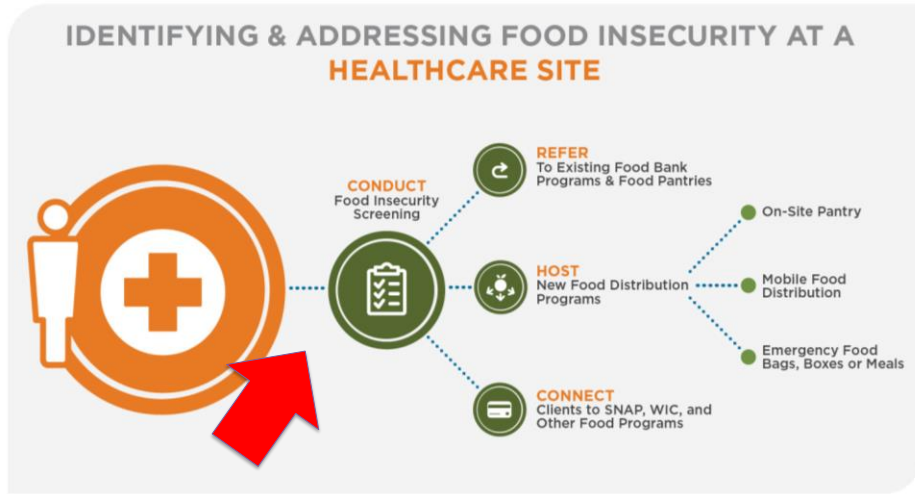 IDENTIFYING & ADDRESSING FOOD INSECURITY AT A
HEALTHCARE SITE
CONDUCT
Food Insecurity
Screening
REFER
To Existing Food Bank
Programs & Food Pantries
HOST
New Food Distribution
Programs
CONNECT
Clients to SNAP, WIC, and
Other Food Programs
On-Site Pantry
Mobile Food
Distribution
Emergency Food
Bags, Boxes or Meals